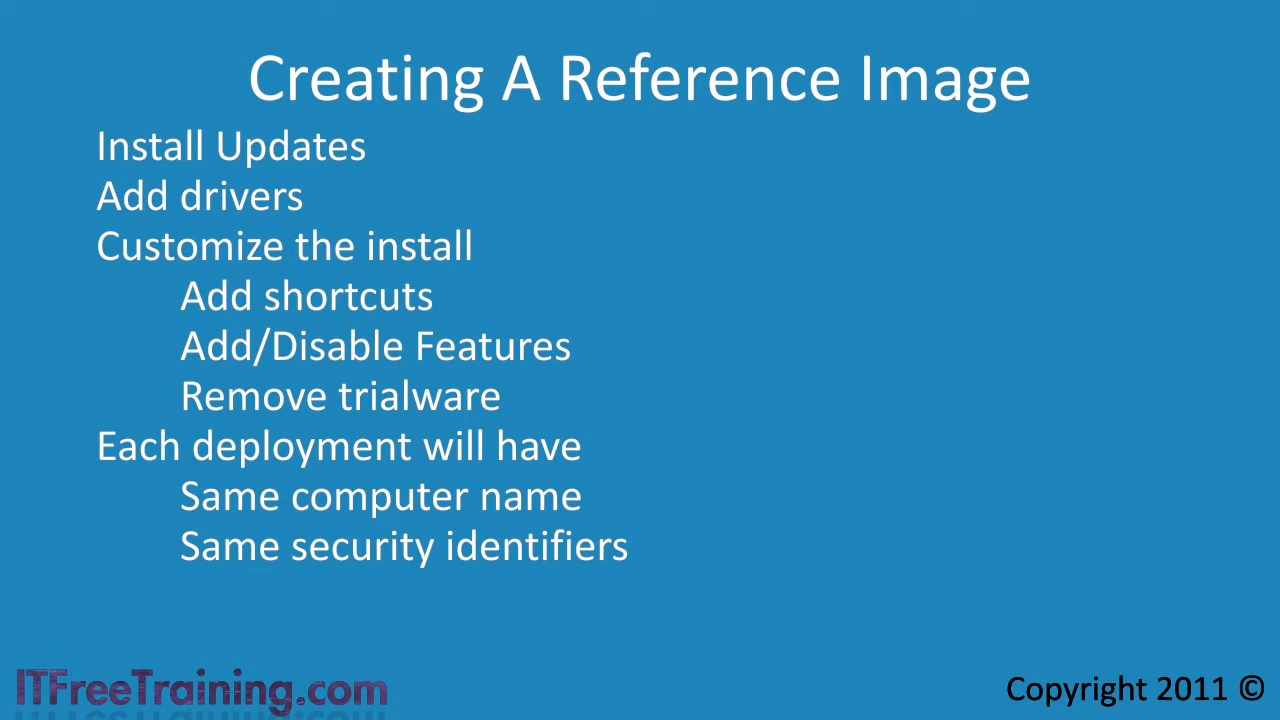 Creating A Reference Image
Install Updates
Add drivers
Customize the install
Add shortcuts
Add/Disable Features
Remove trialware
Each deployment will have
Same computer name
Same security identifiers
ITFreeTraining.com
Copyright 2011 ©